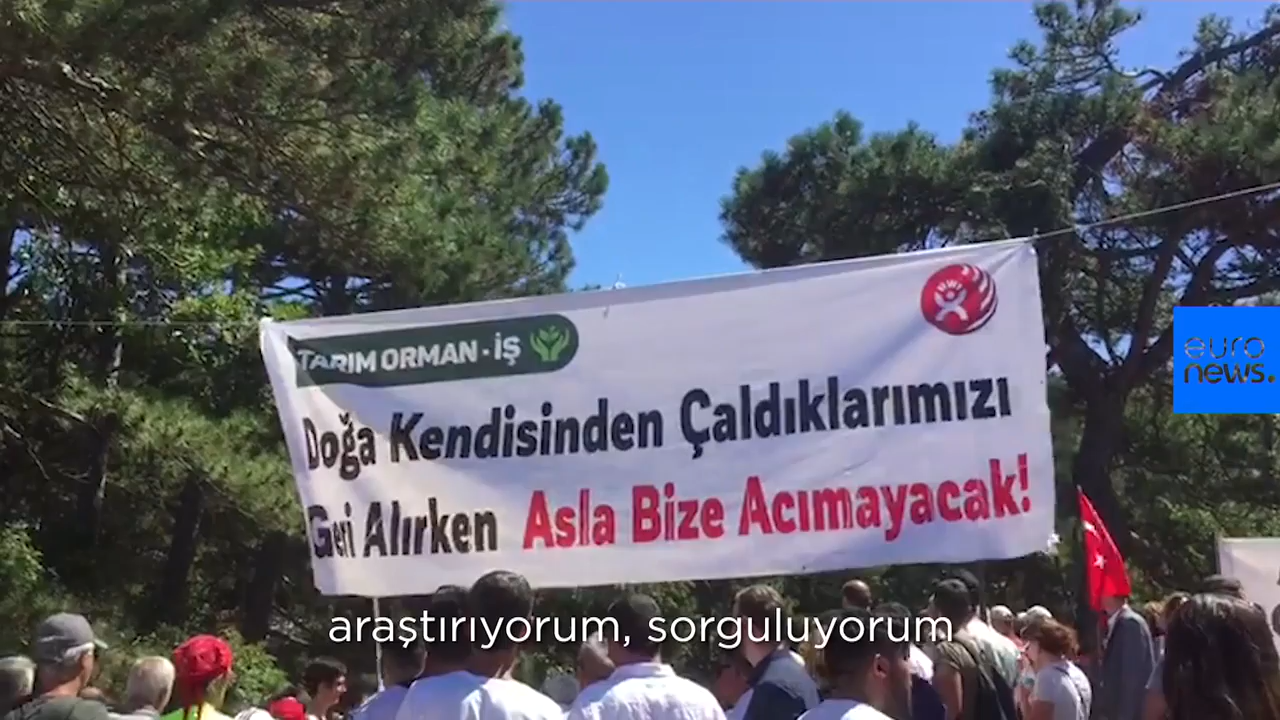 TARIM ORMAN-İŞ
Doğa Kendisinden Çaldıklarımızı
Geri Alırken Asla Bize Acımayacak!
euro
news.
araştırıyorum, sorguluyorum